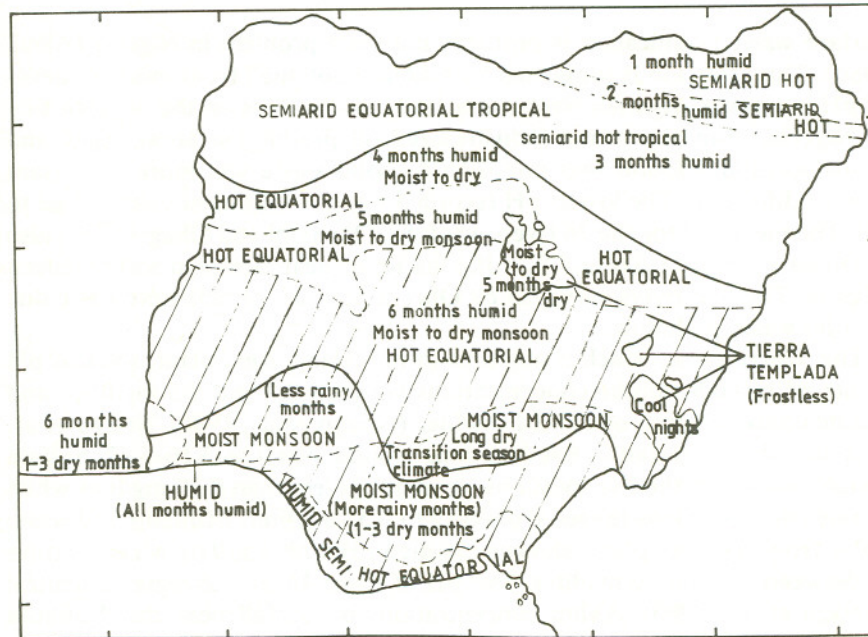 1 month humid
SEMIARID HOT
2
months
humid SEMIARID
HOT
SEMIARID EQUATORIAL TROPICAL
semiarid hot tropical
3 months humid
4 months humid
Moist to dry
HOT EQUATORIAL
5 months humid
Moist to dry monsoon
HOT EQUATORIAL
Moist
to dry
5 months
dry
HOT
EQUATORIAL
6 months humid
Moist to dry monsoon
HOT EQUATORIAL
TIERRA
TEMPLADA
(Frostless)
(Less rainy
months)
Cool
nights
6 months
humid
1-3 dry months
MOIST MONSOON
MOIST MONSOON
Long dry
Transition season
climate
HUMID
(All months humid)
MOIST MONSOON
(More rainy months)
(1-3 dry months
HUMID SEMI HOT EQUATORIAL